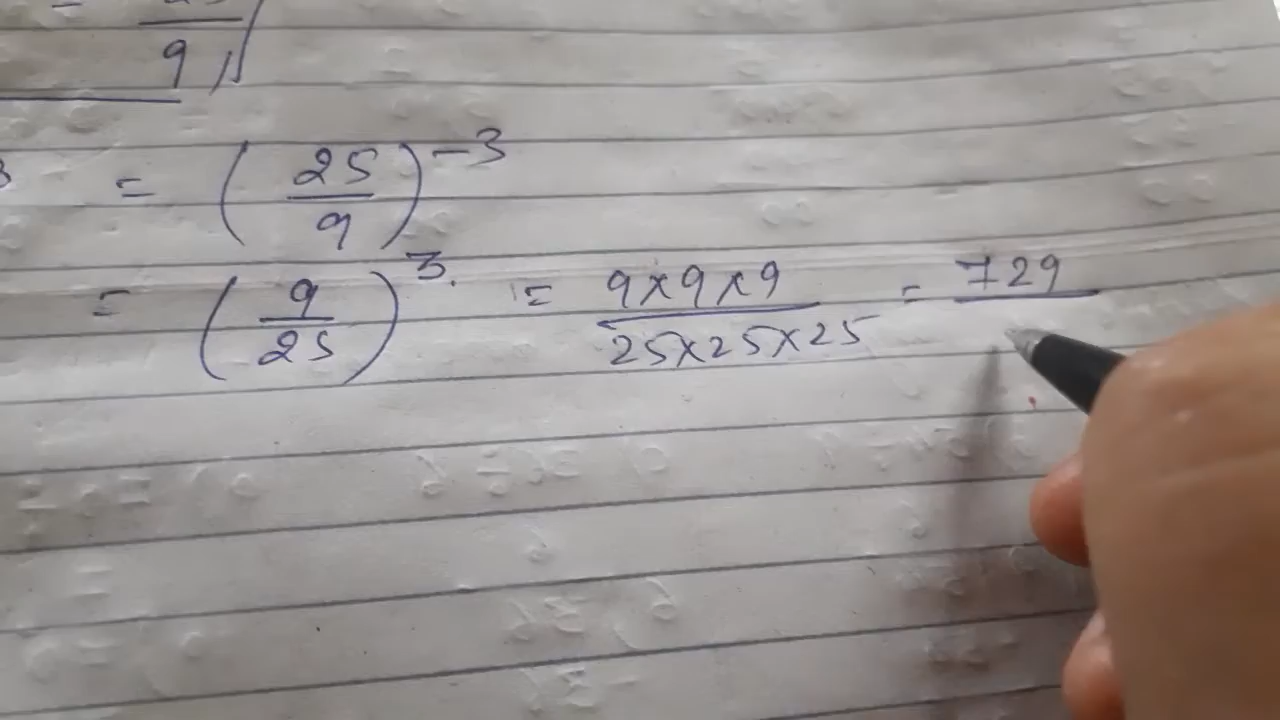 9
= (25/9)^-3
= (9/25)^3. = 9×9×9/25×25×25 = 729